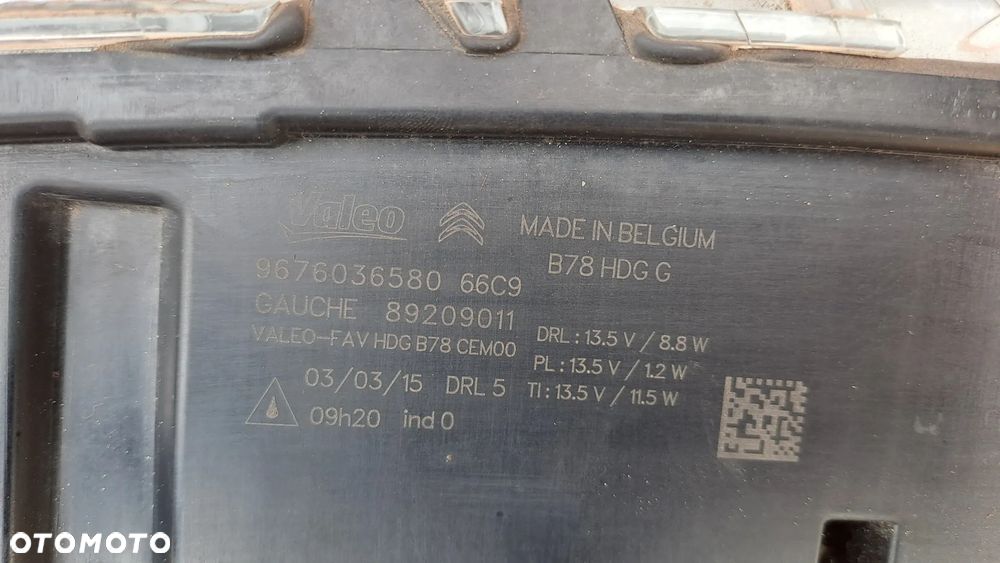 Valeo
MADE IN BELGIUM
B78 HDG G
9676036580 66C9
GAUCHE 89209011
VALEO-FAV HDG B78 CEM00
DRL : 13.5 V / 8.8 W
PL : 13.5 V / 1.2 W
TI : 13.5 V / 11.5 W
03/03/15 DRL 5
09h20 ind 0
OTOMOTO